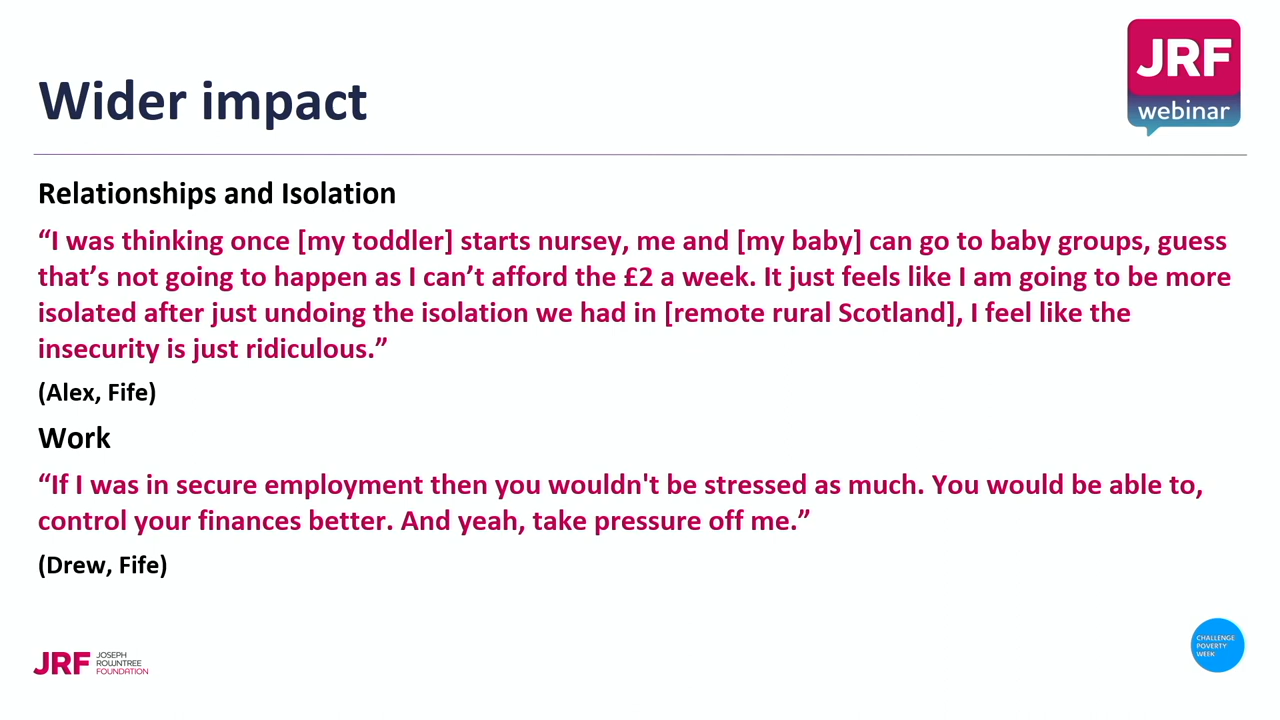 JRF
webinar
Wider impact
Relationships and Isolation
“I was thinking once [my toddler] starts nursey, me and [my baby] can go to baby groups, guess
that’s not going to happen as I can’t afford the £2 a week. It just feels like I am going to be more
isolated after just undoing the isolation we had in [remote rural Scotland], I feel like the
insecurity is just ridiculous.”
(Alex, Fife)
Work
“If I was in secure employment then you wouldn't be stressed as much. You would be able to,
control your finances better. And yeah, take pressure off me.”
(Drew, Fife)
JRF
JOSEPH
ROWNTREE
FOUNDATION
CHALLENGE
POVERTY
WEEK